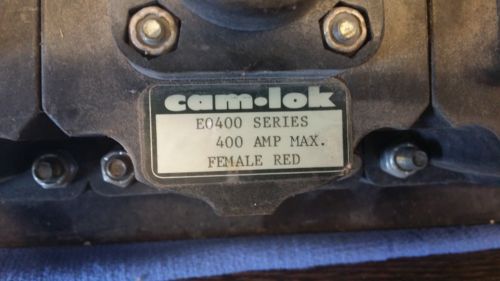 cam·lok
E0400 SERIES
400 AMP MAX.
FEMALE RED